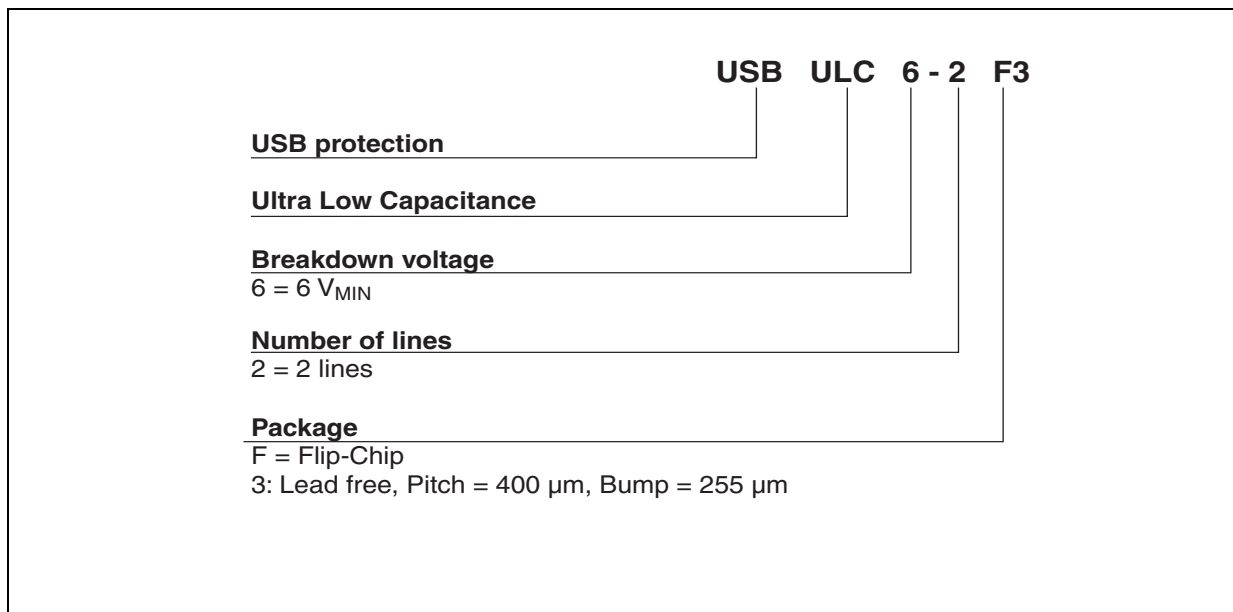 USB ULC 6 - 2 F3
USB protection
Ultra Low Capacitance
Breakdown voltage
6 = 6 VMIN
Number of lines
2 = 2 lines
Package
F = Flip-Chip
3: Lead free, Pitch = 400 µm, Bump = 255 µm